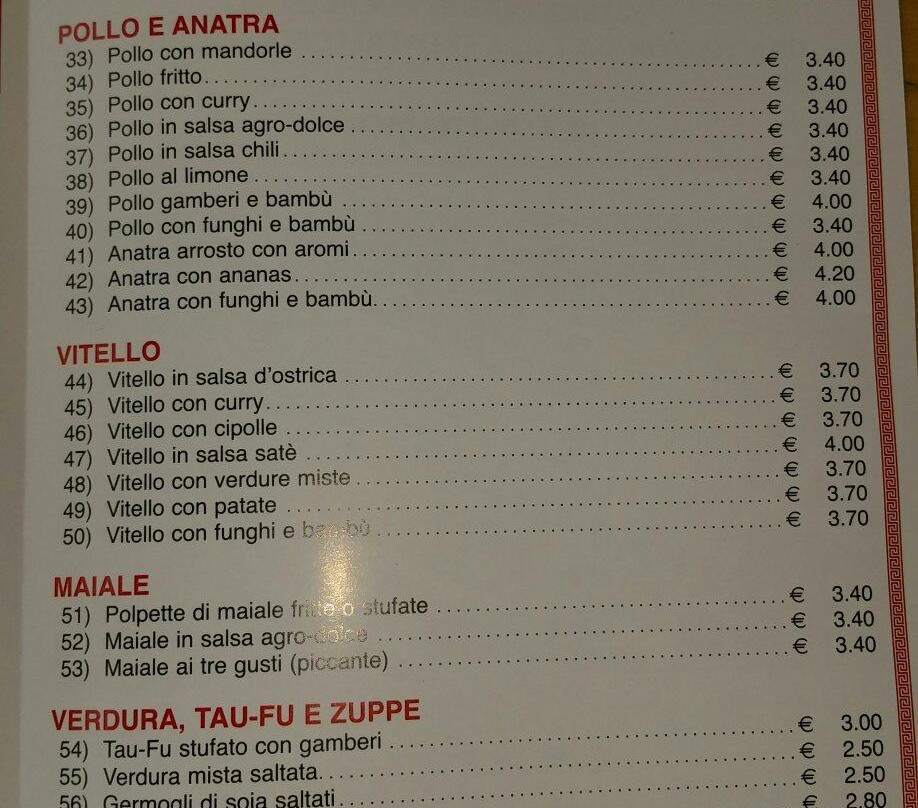 POLLO E ANATRA
33) Pollo con mandorle € 3.40
34) Pollo fritto € 3.40
35) Pollo con curry € 3.40
36) Pollo in salsa agro-dolce € 3.40
37) Pollo in salsa chili € 3.40
38) Pollo al limone € 3.40
39) Pollo gamberi e bambù € 4.00
40) Pollo con funghi e bambù € 3.40
41) Anatra arrosto con aromi € 4.00
42) Anatra con ananas € 4.20
43) Anatra con funghi e bambù € 4.00
VITELLO
44) Vitello in salsa d'ostrica € 3.70
45) Vitello con curry € 3.70
46) Vitello con cipolle € 3.70
47) Vitello in salsa satè € 4.00
48) Vitello con verdure miste € 3.70
49) Vitello con patate € 3.70
50) Vitello con funghi e bambù € 3.70
MAIALE
51) Polpette di maiale fritte o stufate € 3.40
52) Maiale in salsa agro-dolce € 3.40
53) Maiale ai tre gusti (piccante) € 3.40
VERDURA, TAU-FU E ZUPPE
54) Tau-Fu stufato con gamberi € 3.00
55) Verdura mista saltata € 2.50
56) Germogli di soia saltati € 2.50
€ 2.80